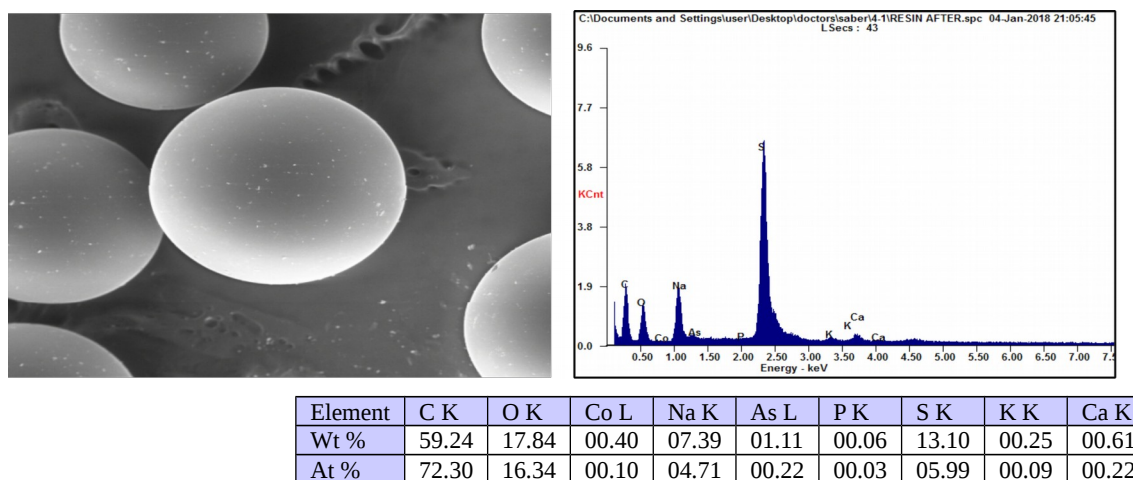 C:\Documents and Settings\user\Desktop\doctors\saber\4-1\RESIN AFTER.spc 04-Jan-2018 21:05:45
LSecs : 43
9.6
7.7
5.8
KCnt
3.8
1.9
0.0
S
C
O
Na
Co
As
P
K
K
Ca
Ca
0.50 1.00 1.50 2.00 2.50 3.00 3.50 4.00 4.50 5.00 5.50 6.00 6.50 7.00 7.5
Energy - keV
Element C K O K Co L Na K As L P K S K K K Ca K
Wt % 59.24 17.84 00.40 07.39 01.11 00.06 13.10 00.25 00.61
At % 72.30 16.34 00.10 04.71 00.22 00.03 05.99 00.09 00.22